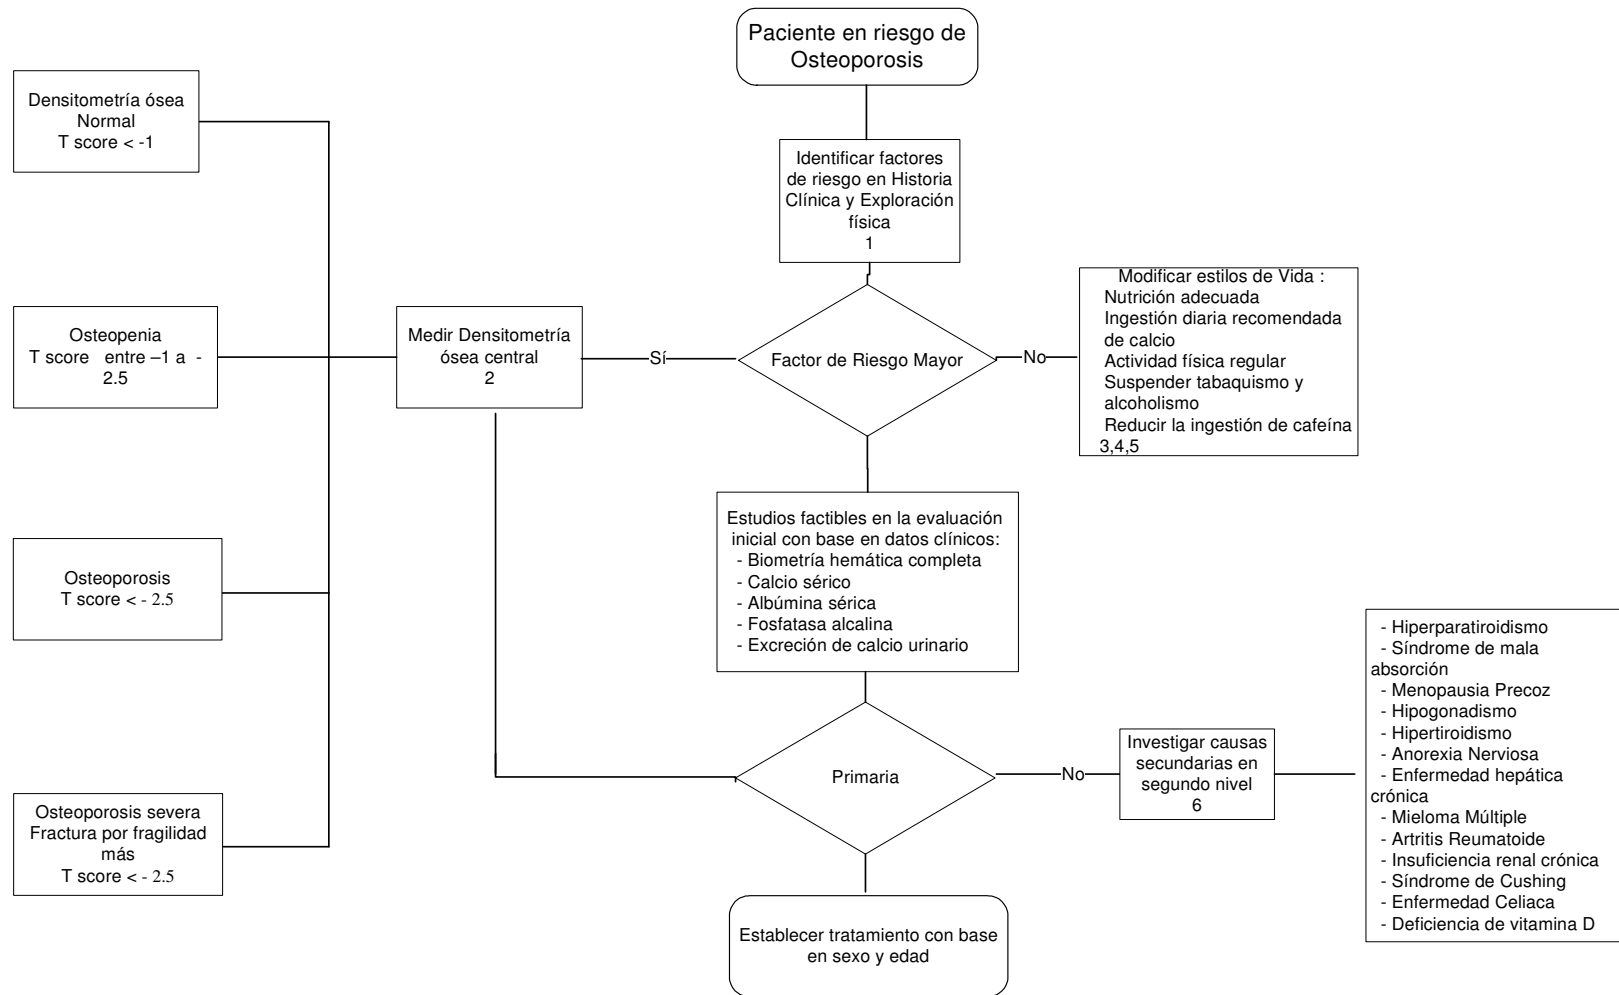 Paciente en riesgo de
Osteoporosis
Densitometría ósea
Normal
T score < -1
Identificar factores
de riesgo en Historia
Clínica y Exploración
física
1
Modificar estilos de Vida :
Nutrición adecuada
Ingestión diaria recomendada
de calcio
Actividad física regular
Suspender tabaquismo y
alcoholismo
Reducir la ingestión de cafeína
3,4,5
Osteopenia
T score entre –1 a -
2.5
Medir Densitometría
ósea central
2
Sí
Factor de Riesgo Mayor
No
Estudios factibles en la evaluación
inicial con base en datos clínicos:
- Biometría hemática completa
- Calcio sérico
- Albúmina sérica
- Fosfatasa alcalina
- Excreción de calcio urinario
Osteoporosis
T score < - 2.5
Osteoporosis severa
Fractura por fragilidad
más
T score < - 2.5
Primaria
No
Investigar causas
secundarias en
segundo nivel
6
- Hiperparatiroidismo
- Síndrome de mala
absorción
- Menopausia Precoz
- Hipogonadismo
- Hipertiroidismo
- Anorexia Nerviosa
- Enfermedad hepática
crónica
- Mieloma Múltiple
- Artritis Reumatoide
- Insuficiencia renal crónica
- Síndrome de Cushing
- Enfermedad Celiaca
- Deficiencia de vitamina D
Establecer tratamiento con base
en sexo y edad